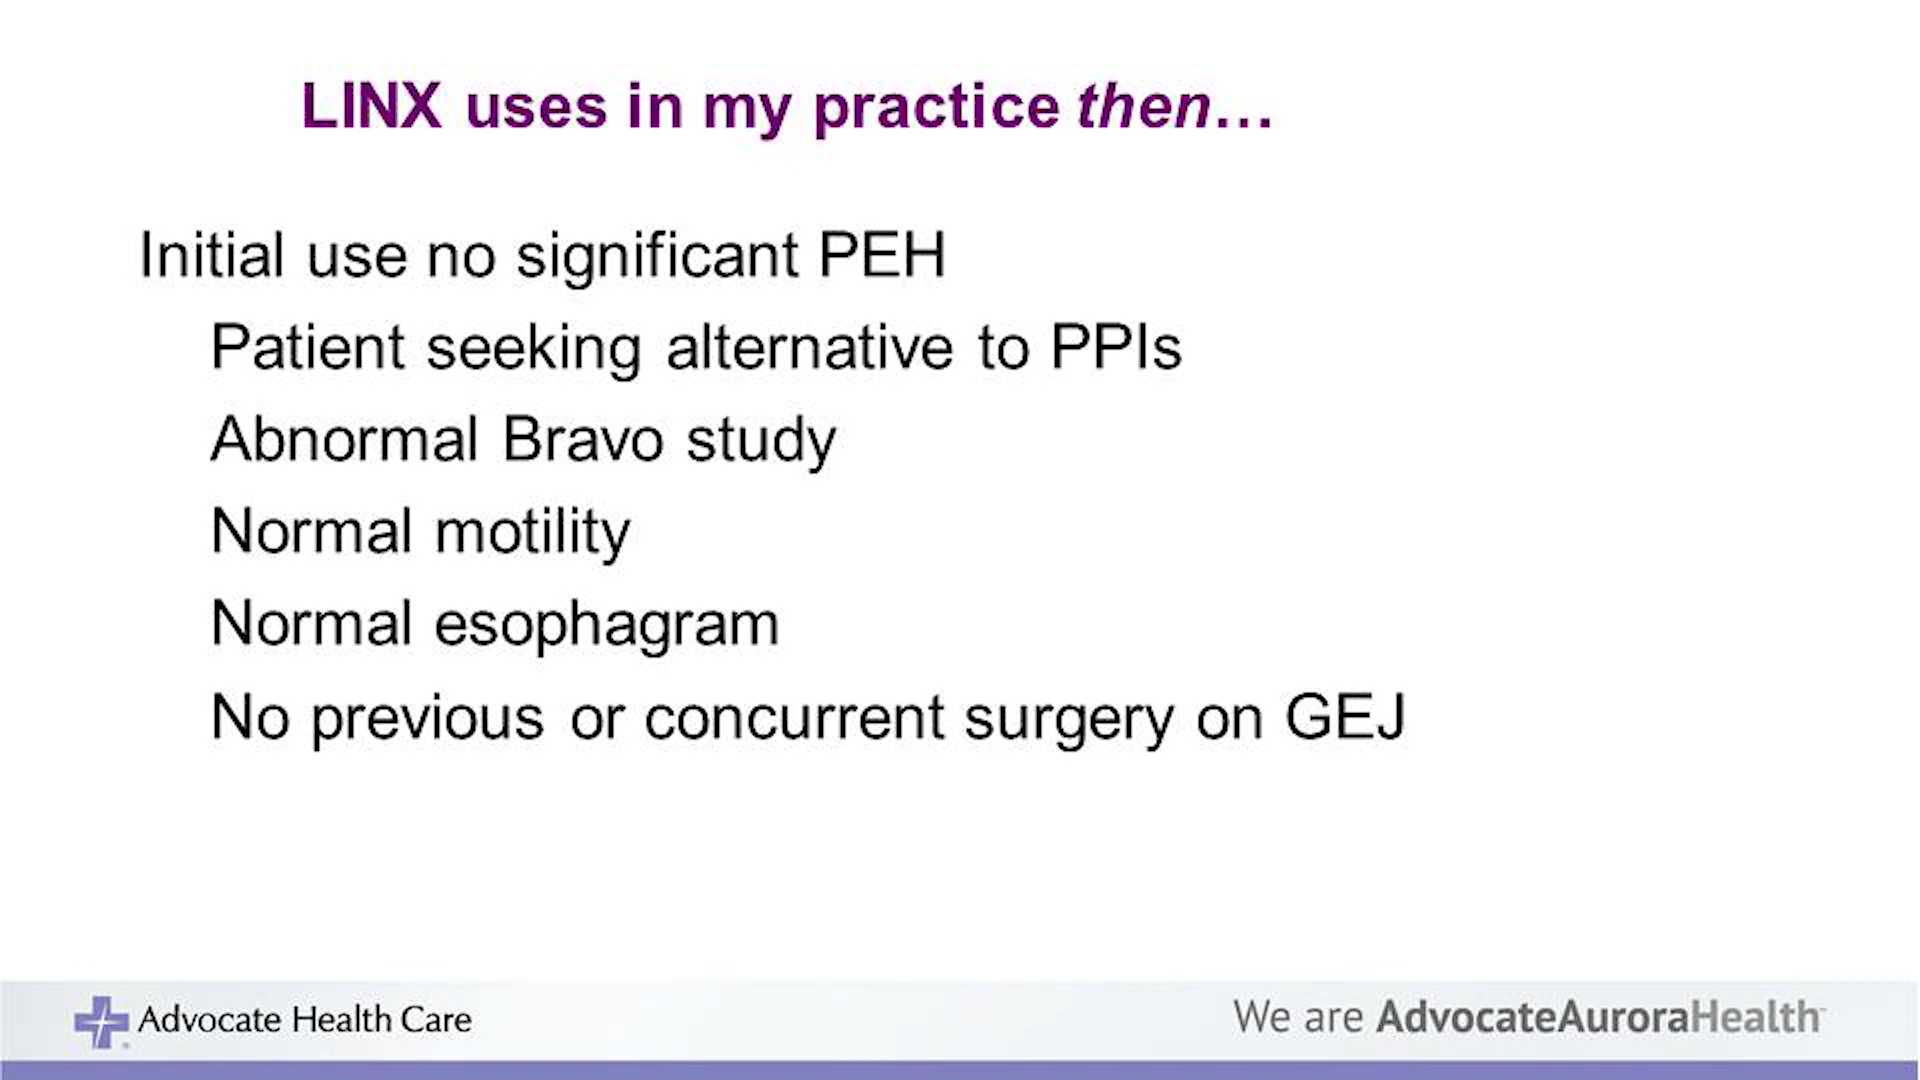 LINX uses in my practice then...
Initial use no significant PEH
Patient seeking alternative to PPIs
Abnormal Bravo study
Normal motility
Normal esophagram
No previous or concurrent surgery on GEJ
Advocate Health Care
We are AdvocateAuroraHealth